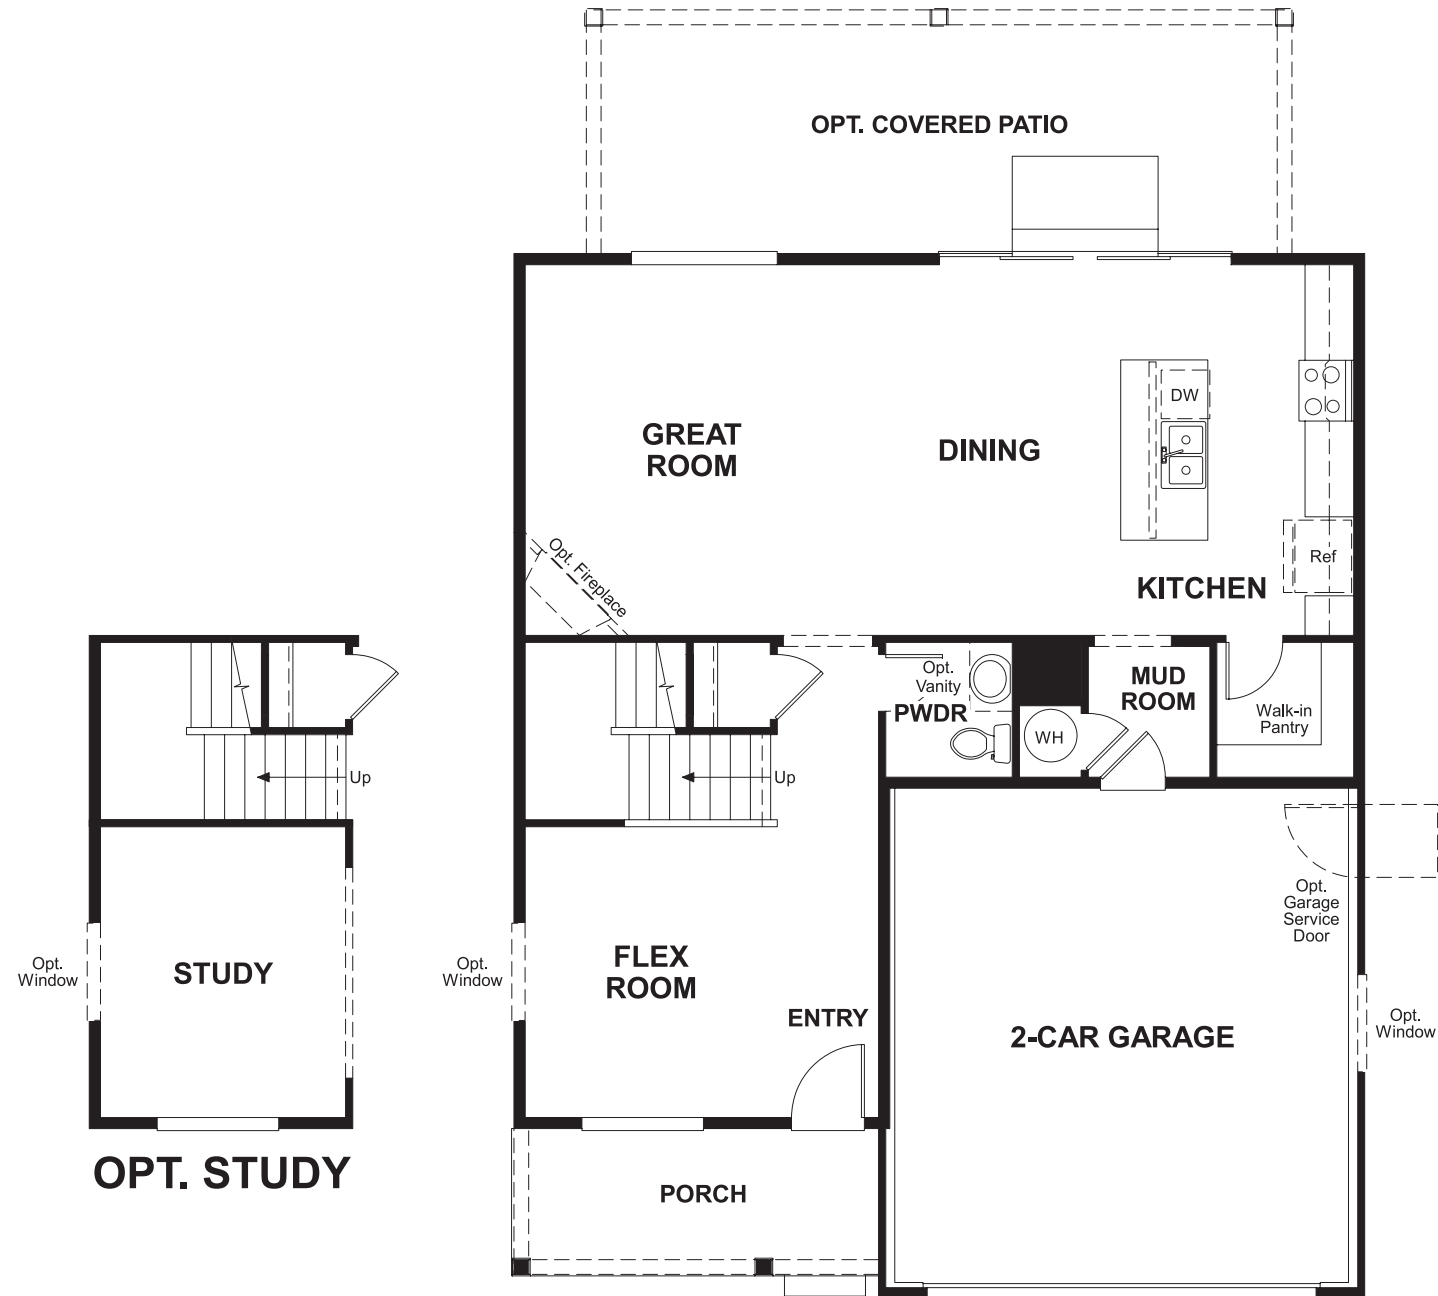 OPT. COVERED PATIO
DW
GREAT
ROOM
DINING
Opt. Fireplace
Ref
KITCHEN
Opt.
Vanity
PWDR
WH
MUD
ROOM
Walk-in
Pantry
Up
Up
Opt.
Garage
Service
Door
Opt.
Window
STUDY
Opt.
Window
FLEX
ROOM
ENTRY
2-CAR GARAGE
Opt.
Window
OPT. STUDY
PORCH